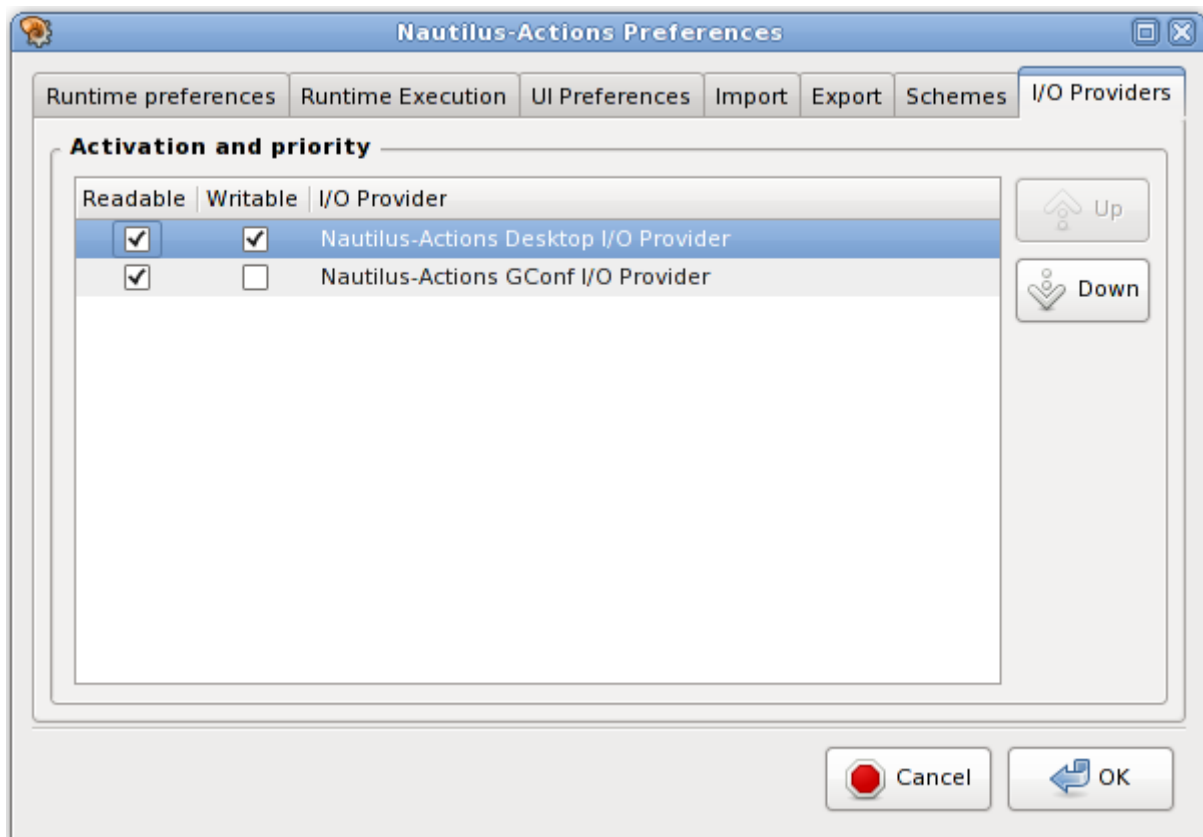 Nautilus-Actions Preferences
Runtime preferences Runtime Execution UI Preferences Import Export Schemes I/O Providers
Activation and priority
Readable Writable I/O Provider
Nautilus-Actions Desktop I/O Provider
Nautilus-Actions GConf I/O Provider
Up
Down
Cancel OK